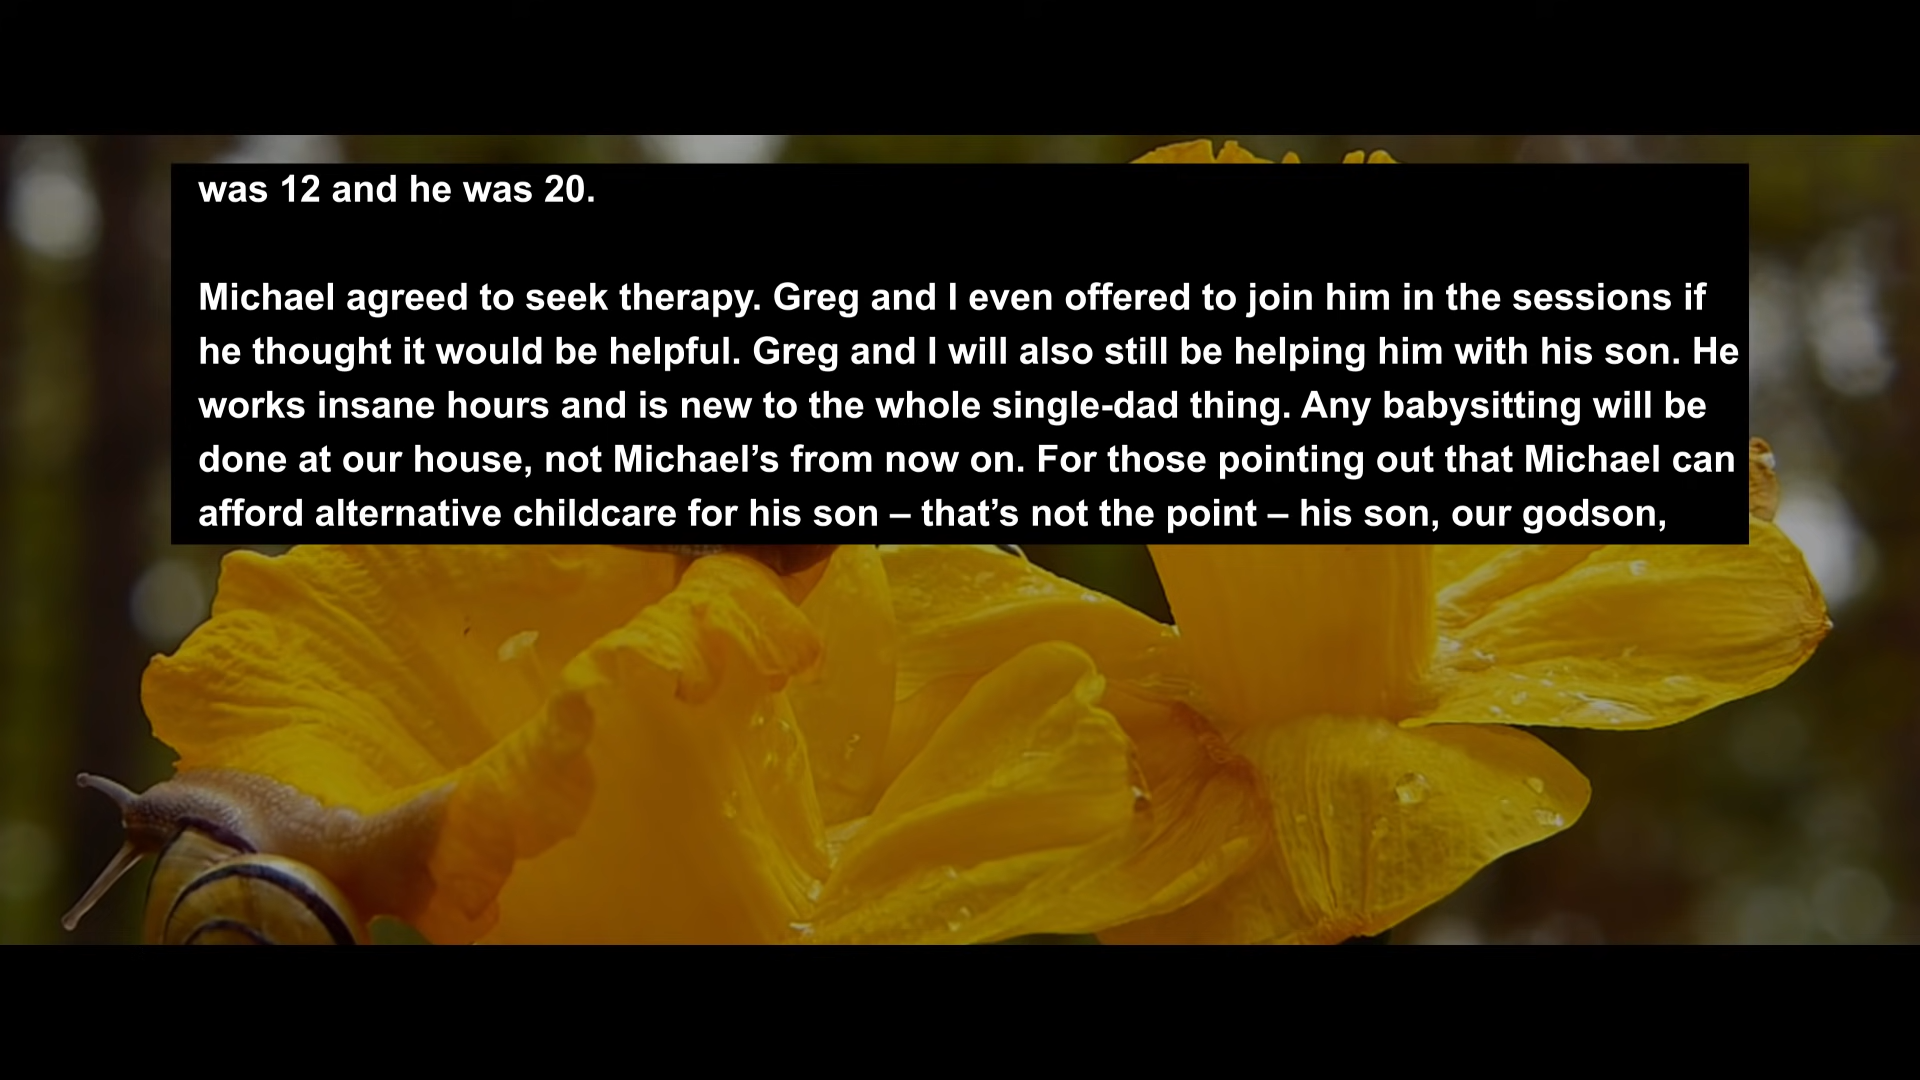 was 12 and he was 20.
Michael agreed to seek therapy. Greg and I even offered to join him in the sessions if
he thought it would be helpful. Greg and I will also still be helping him with his son. He
works insane hours and is new to the whole single-dad thing. Any babysitting will be
done at our house, not Michael’s from now on. For those pointing out that Michael can
afford alternative childcare for his son – that’s not the point – his son, our godson,